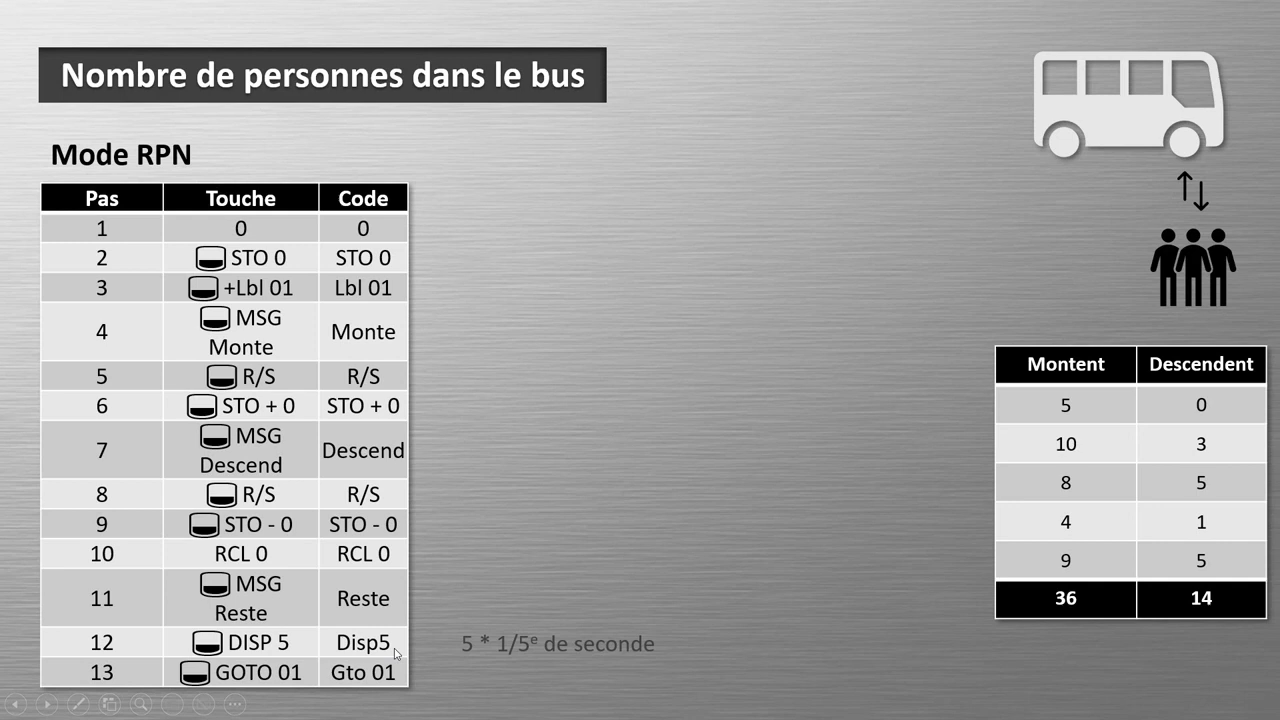 Nombre de personnes dans le bus
Mode RPN
Pas Touche Code
1 0 0
2 STO 0 STO 0
3 +Lbl 01 Lbl 01
4 MSG Monte Monte
5 R/S R/S
6 STO + 0 STO + 0
7 MSG Descend Descend
8 R/S R/S
9 STO - 0 STO - 0
10 RCL 0 RCL 0
11 MSG Reste Reste
12 DISP 5 Disp5
13 GOTO 01 Gto 01
5 * 1/5e de seconde
Montent Descendent
5 0
10 3
8 5
4 1
9 5
36 14